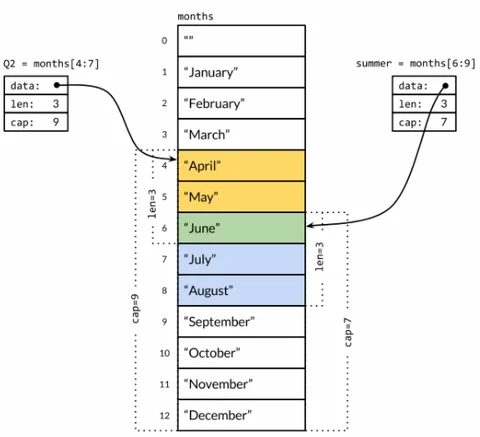 months
Q2 = months[4:7]
data:
len: 3
cap: 9
summer = months[6:9]
data:
len: 3
cap: 7
0 “”
1 “January”
2 “February”
3 “March”
4 “April”
5 “May”
6 “June”
7 “July”
8 “August”
9 “September”
10 “October”
11 “November”
12 “December”
len=3
cap=9
len=3
cap=7